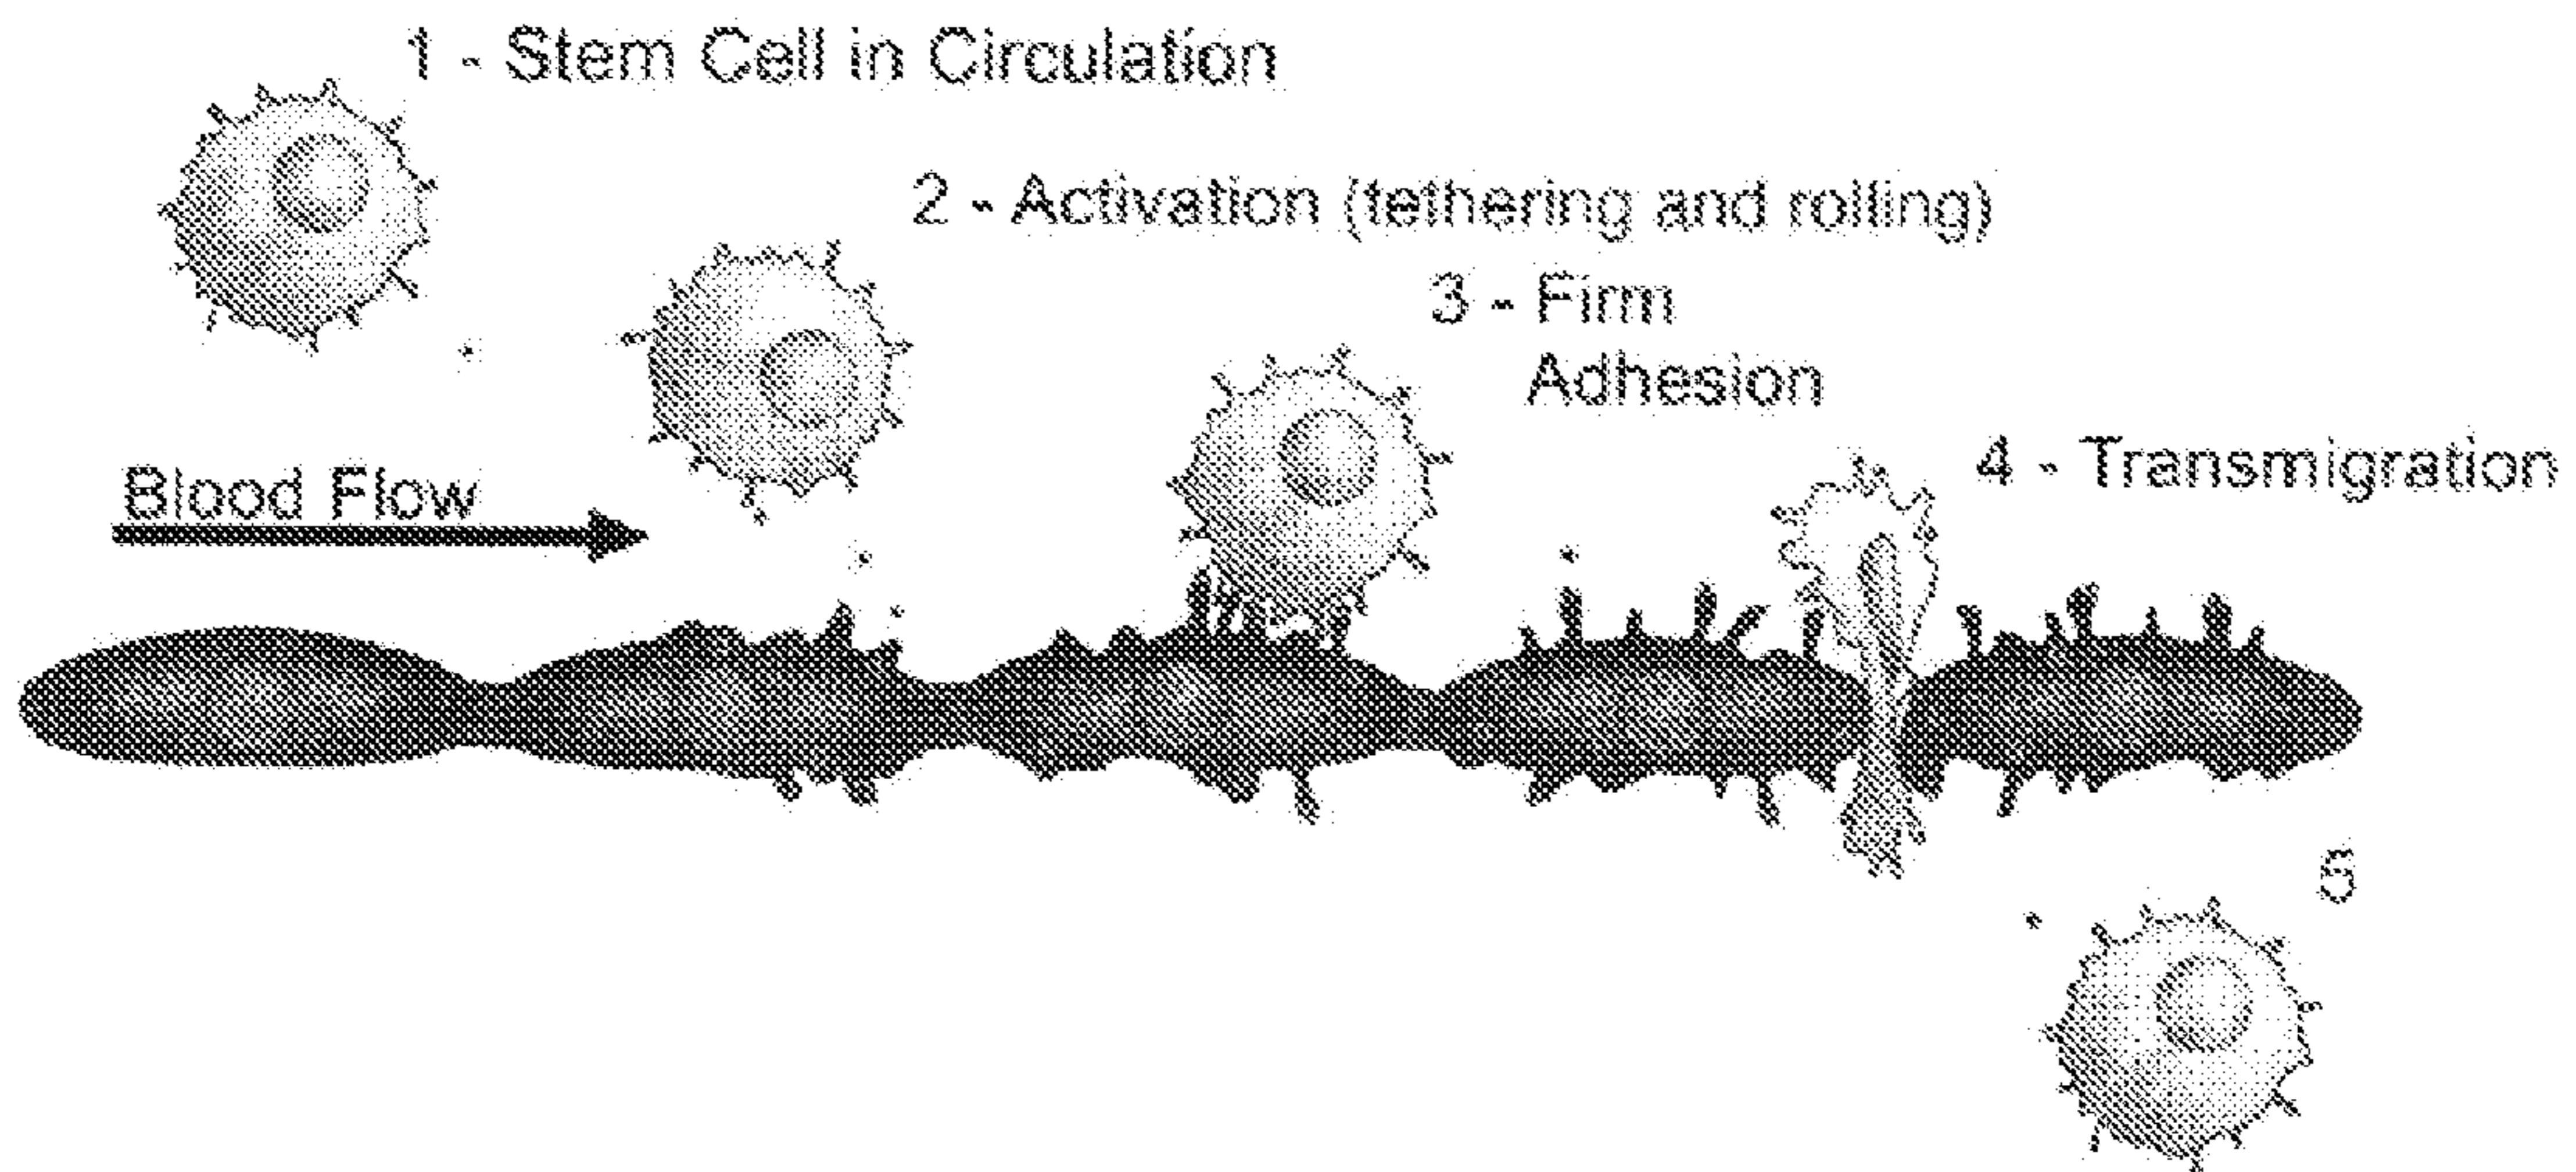 1 - Stem Cell in Circulation
2 - Activation (tethering and rolling)
3 - Firm
Adhesion
4 - Transmigration
Blood Flow
5